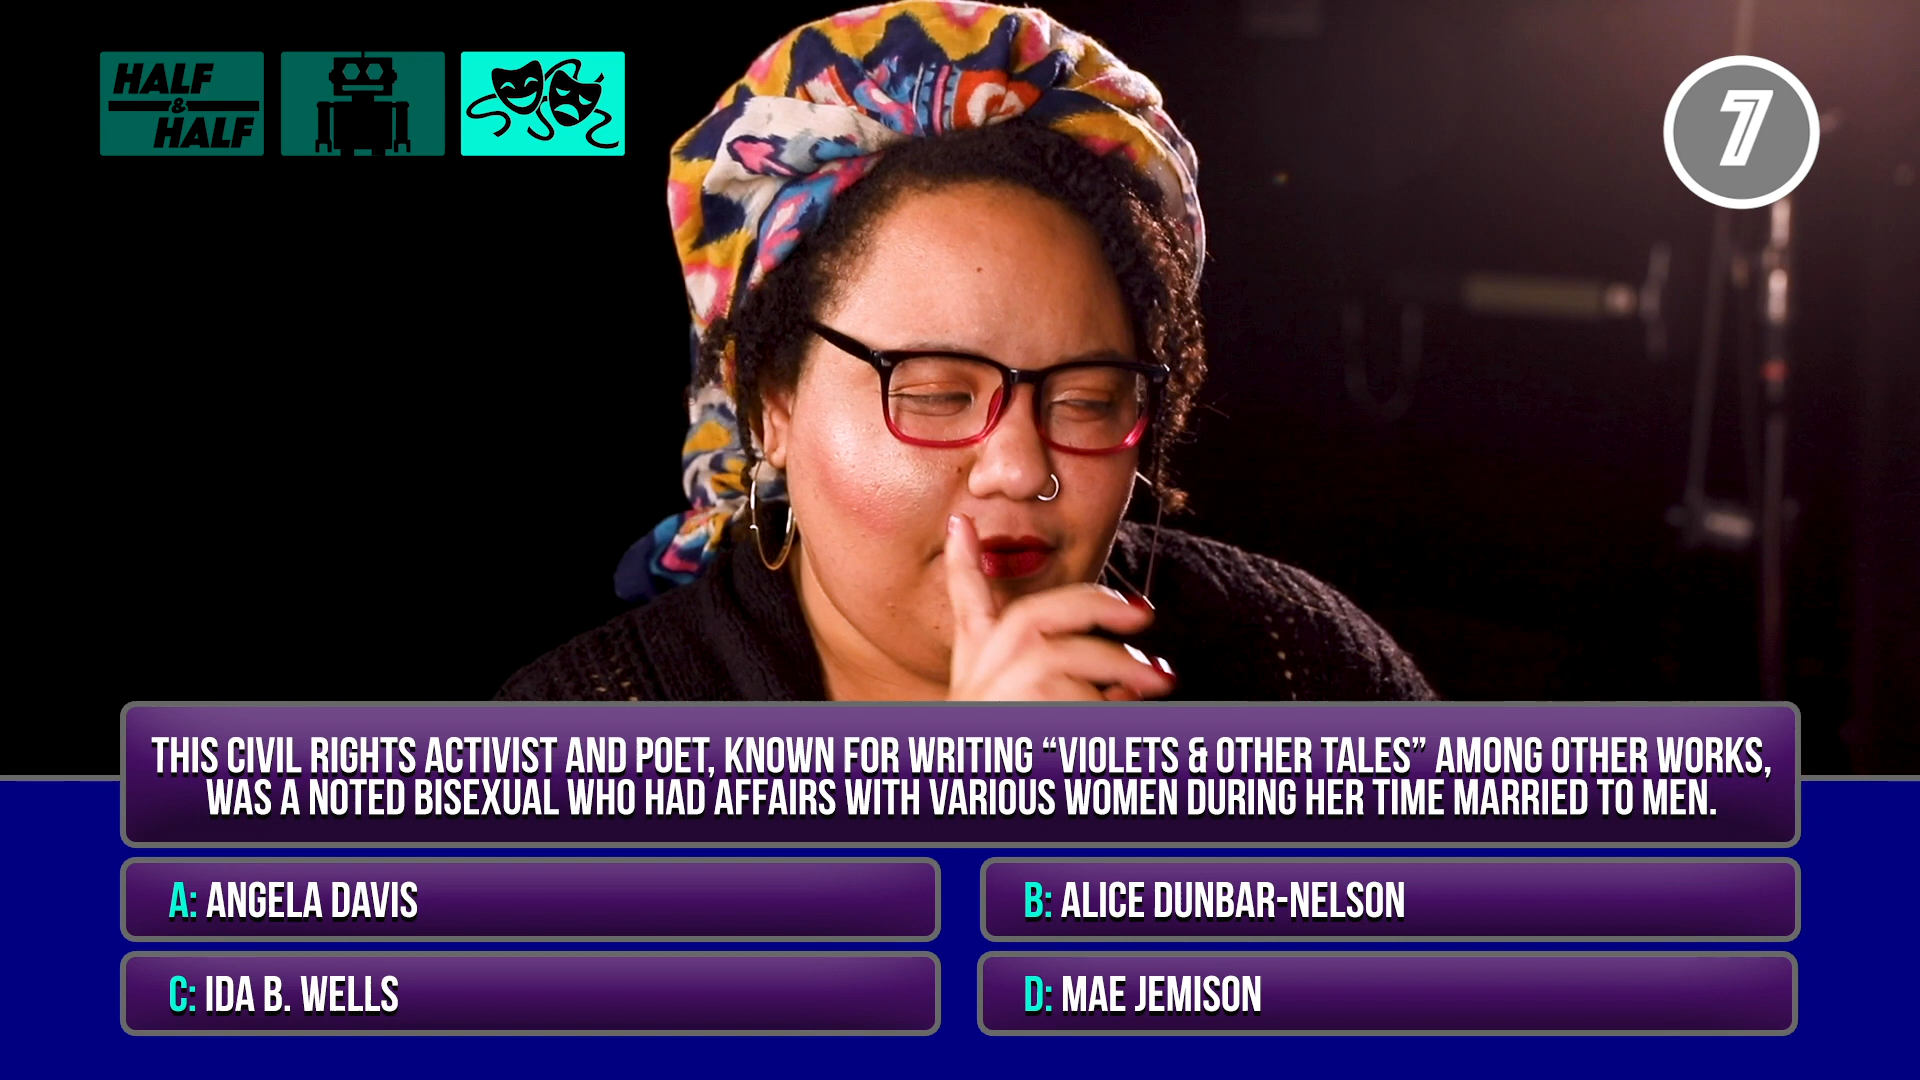 HALF
&
HALF
7
THIS CIVIL RIGHTS ACTIVIST AND POET, KNOWN FOR WRITING “VIOLETS & OTHER TALES” AMONG OTHER WORKS,
WAS A NOTED BISEXUAL WHO HAD AFFAIRS WITH VARIOUS WOMEN DURING HER TIME MARRIED TO MEN.
A: ANGELA DAVIS
B: ALICE DUNBAR-NELSON
C: IDA B. WELLS
D: MAE JEMISON